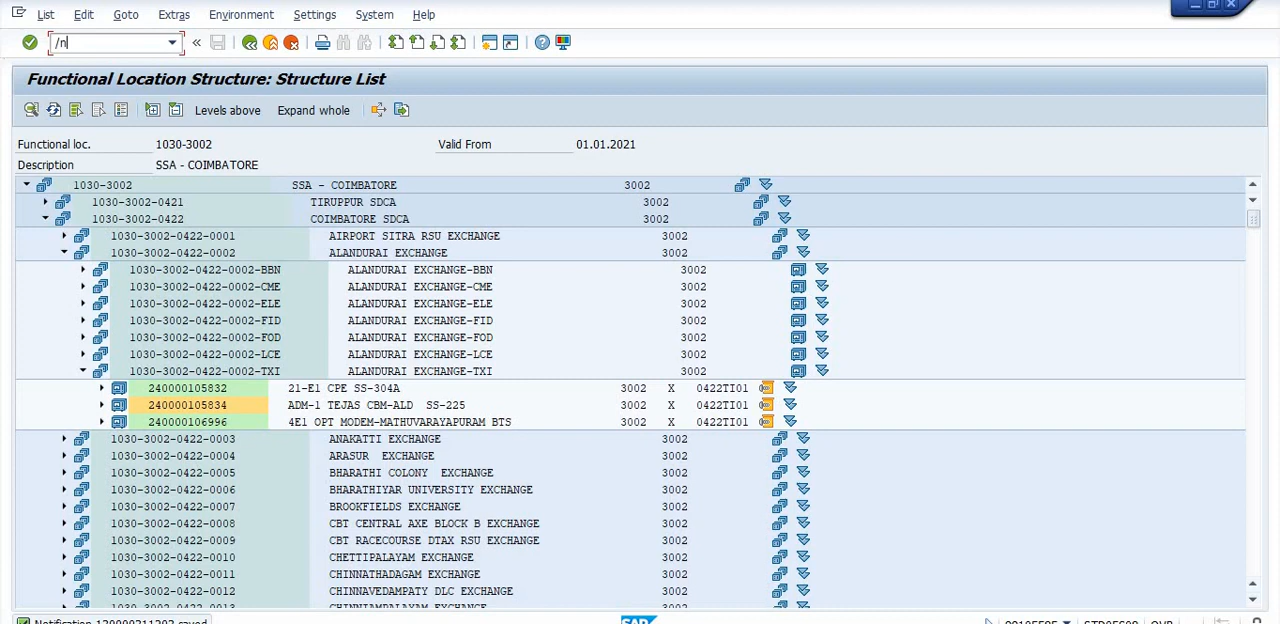 List Edit Goto Extras Environment Settings System Help
/n
Functional Location Structure: Structure List
Levels above Expand whole
Functional loc. 1030-3002 Valid From 01.01.2021
Description SSA - COIMBATORE
1030-3002 SSA - COIMBATORE 3002
1030-3002-0421 TIRUPPUR SDCA 3002
1030-3002-0422 COIMBATORE SDCA 3002
1030-3002-0422-0001 AIRPORT SITRA RSU EXCHANGE 3002
1030-3002-0422-0002 ALANDURAI EXCHANGE 3002
1030-3002-0422-0002-BBN ALANDURAI EXCHANGE-BBN 3002
1030-3002-0422-0002-CME ALANDURAI EXCHANGE-CME 3002
1030-3002-0422-0002-ELE ALANDURAI EXCHANGE-ELE 3002
1030-3002-0422-0002-FID ALANDURAI EXCHANGE-FID 3002
1030-3002-0422-0002-FOD ALANDURAI EXCHANGE-FOD 3002
1030-3002-0422-0002-LCE ALANDURAI EXCHANGE-LCE 3002
1030-3002-0422-0002-TXI ALANDURAI EXCHANGE-TXI 3002
240000105832 21-E1 CPE SS-304A 3002 X 0422TI01
240000105834 ADM-1 TEJAS CBM-ALD SS-225 3002 X 0422TI01
240000106996 4E1 OPT MODEM-MATHUVARAYAPURAM BTS 3002 X 0422TI01
1030-3002-0422-0003 ANAKATTI EXCHANGE 3002
1030-3002-0422-0004 ARASUR EXCHANGE 3002
1030-3002-0422-0005 BHARATHI COLONY EXCHANGE 3002
1030-3002-0422-0006 BHARATHIYAR UNIVERSITY EXCHANGE 3002
1030-3002-0422-0007 BROOKFIELDS EXCHANGE 3002
1030-3002-0422-0008 CBT CENTRAL AXE BLOCK B EXCHANGE 3002
1030-3002-0422-0009 CBT RACECOURSE DTAX RSU EXCHANGE 3002
1030-3002-0422-0010 CHETTIPALAYAM EXCHANGE 3002
1030-3002-0422-0011 CHINNATHADAGAM EXCHANGE 3002
1030-3002-0422-0012 CHINNAVEDAMPATY DLC EXCHANGE 3002
1030-3002-0422-0013 CHINNIAMPALAYAM EXCHANGE 3002
Notification saved SAP OVR